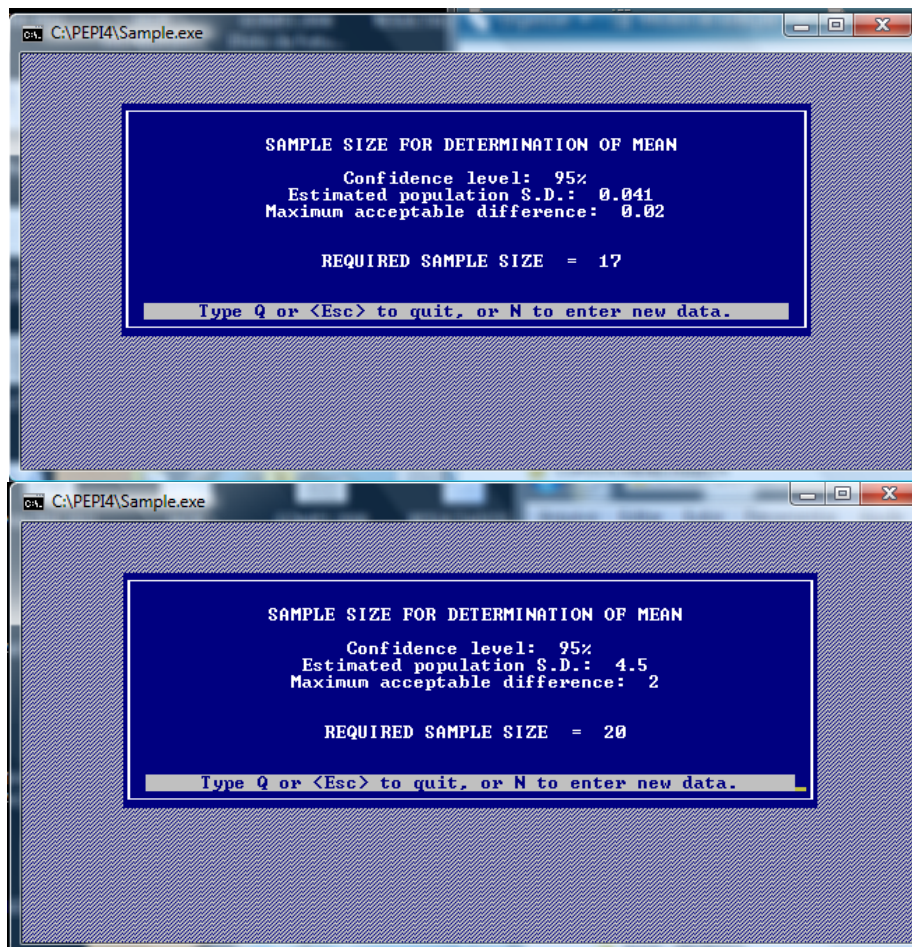 C:\PEPI4\Sample.exe
SAMPLE SIZE FOR DETERMINATION OF MEAN
Confidence level: 95%
Estimated population S.D.: 0.041
Maximum acceptable difference: 0.02
REQUIRED SAMPLE SIZE = 17
Type Q or <Esc> to quit, or N to enter new data.
C:\PEPI4\Sample.exe
SAMPLE SIZE FOR DETERMINATION OF MEAN
Confidence level: 95%
Estimated population S.D.: 4.5
Maximum acceptable difference: 2
REQUIRED SAMPLE SIZE = 20
Type Q or <Esc> to quit, or N to enter new data.